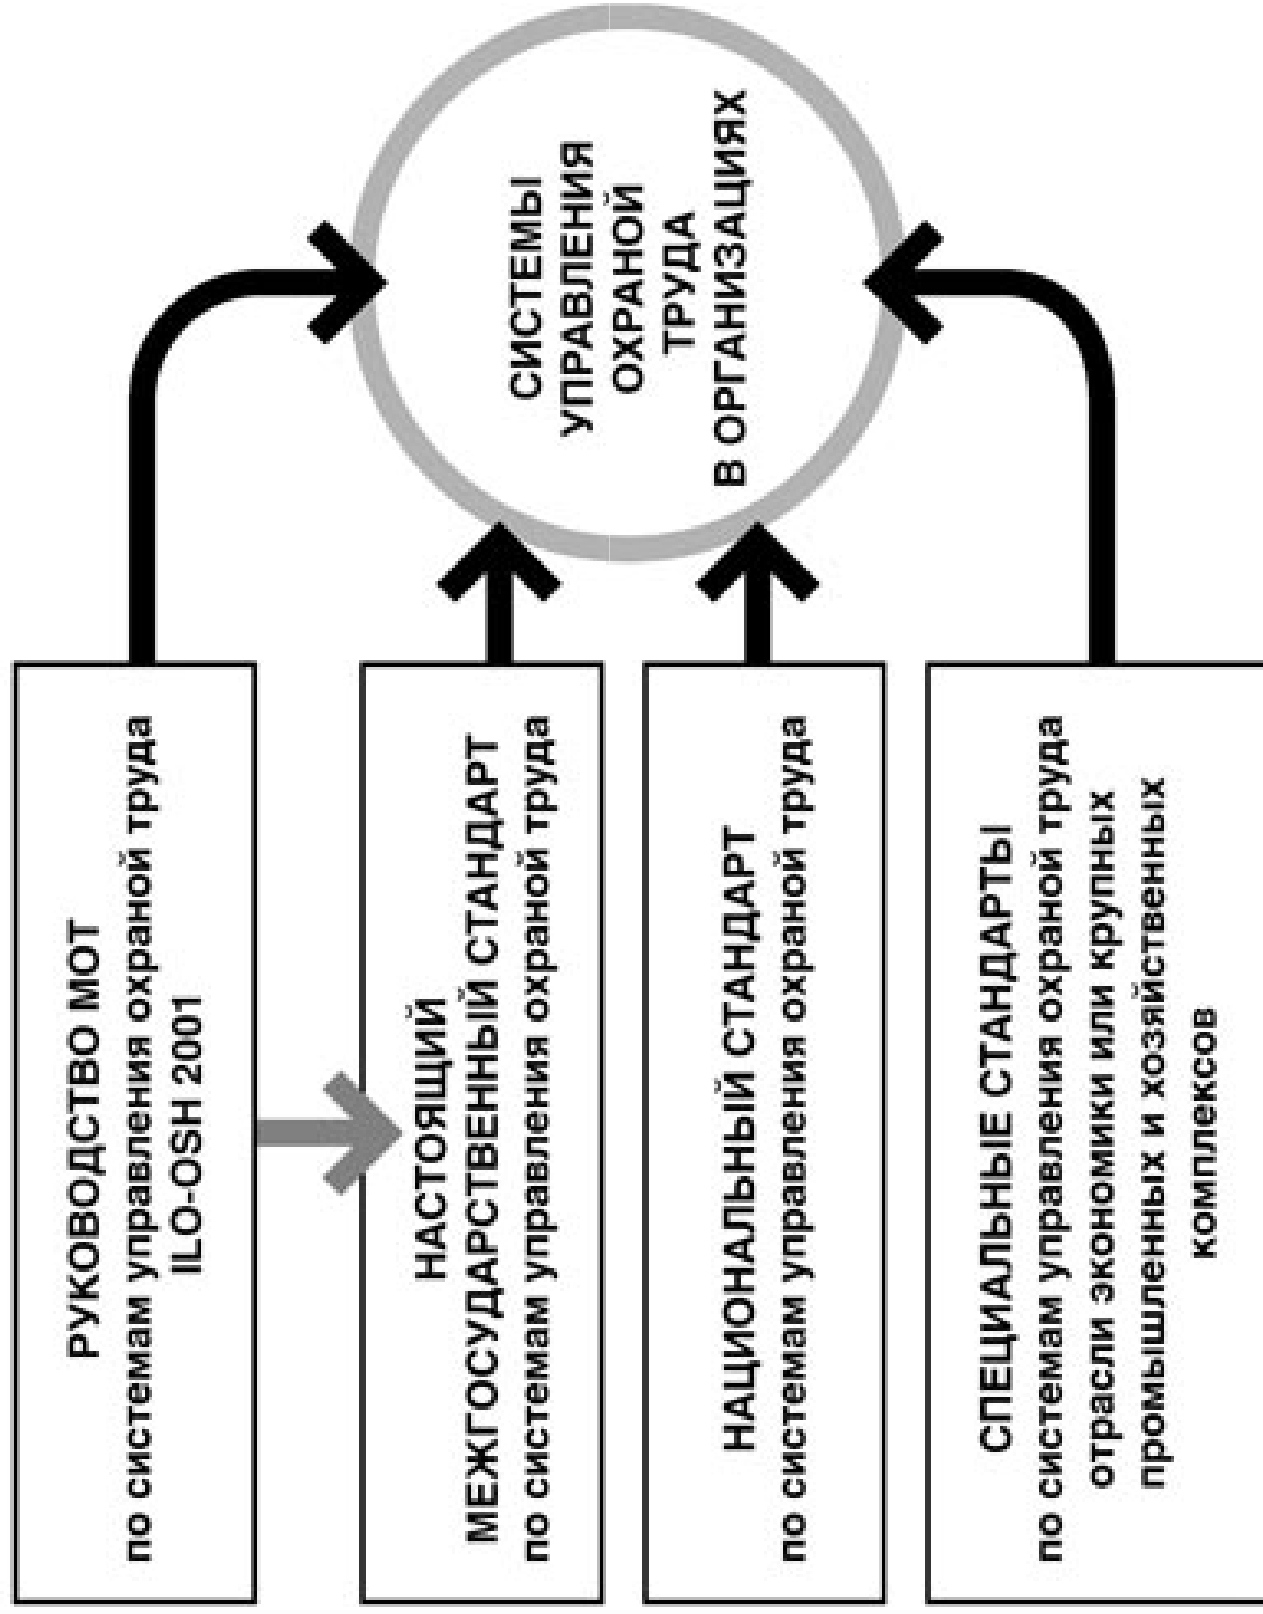 РУКОВОДСТВО МОТ
по системам управления охраной труда
ILO-OSH 2001
НАСТОЯЩИЙ
МЕЖГОСУДАРСТВЕННЫЙ СТАНДАРТ
по системам управления охраной труда
НАЦИОНАЛЬНЫЙ СТАНДАРТ
по системам управления охраной труда
СПЕЦИАЛЬНЫЕ СТАНДАРТЫ
по системам управления охраной труда
отрасли экономики или крупных
промышленных и хозяйственных
комплексов
СИСТЕМЫ
УПРАВЛЕНИЯ
ОХРАНОЙ
ТРУДА
В ОРГАНИЗАЦИЯХ